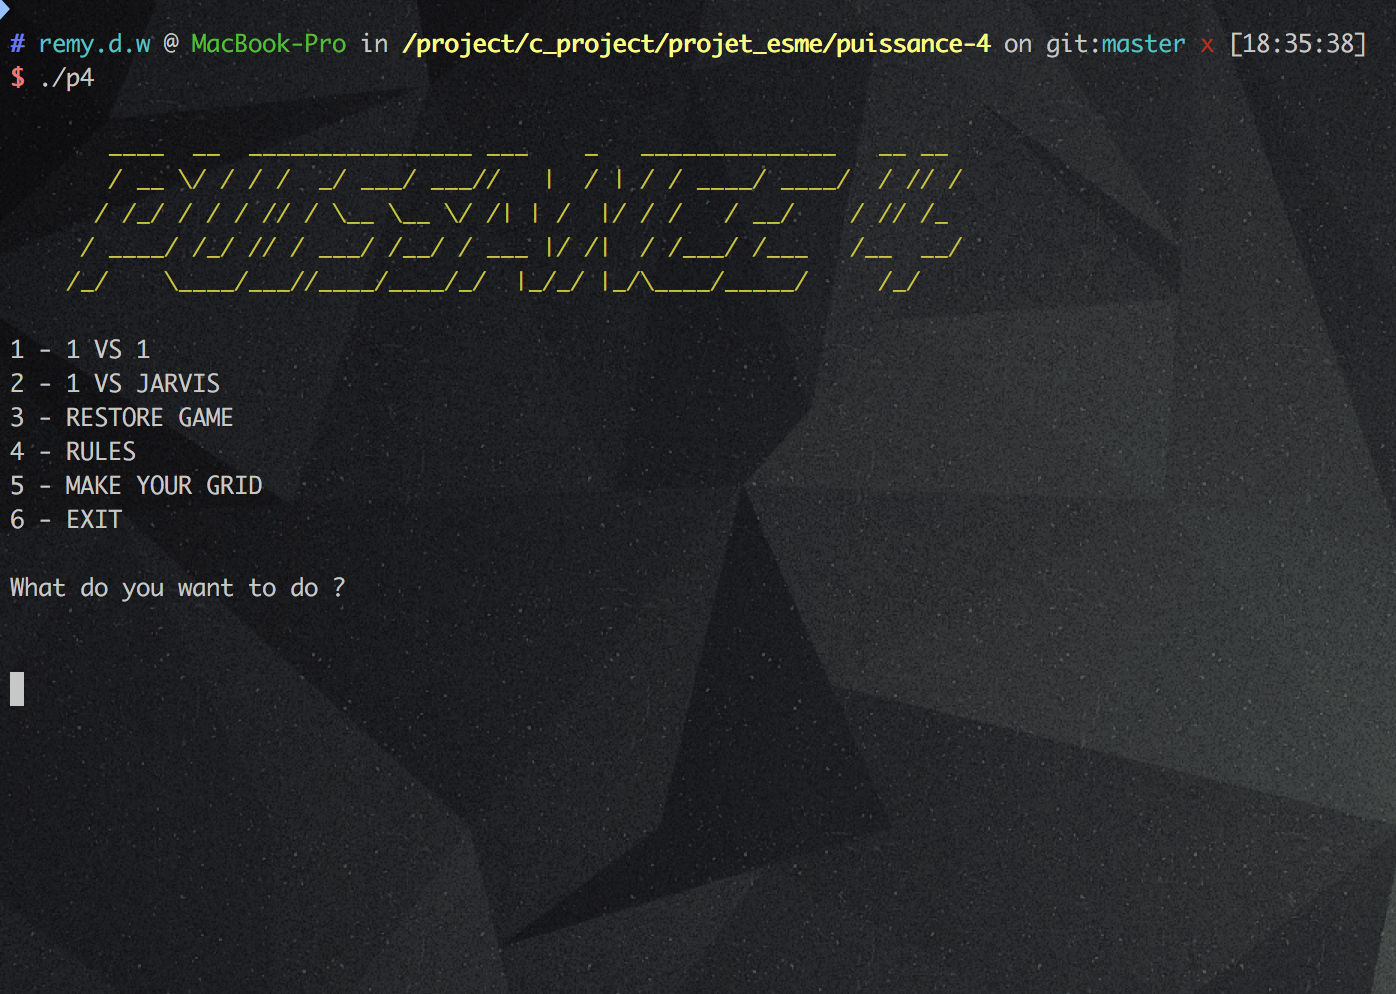 # remy.d.w @ MacBook-Pro in /project/c_project/projet_esme/puissance-4 on git:master x [18:35:38]
$ ./p4
PUISSANCE 4
1 - 1 VS 1
2 - 1 VS JARVIS
3 - RESTORE GAME
4 - RULES
5 - MAKE YOUR GRID
6 - EXIT
What do you want to do ?